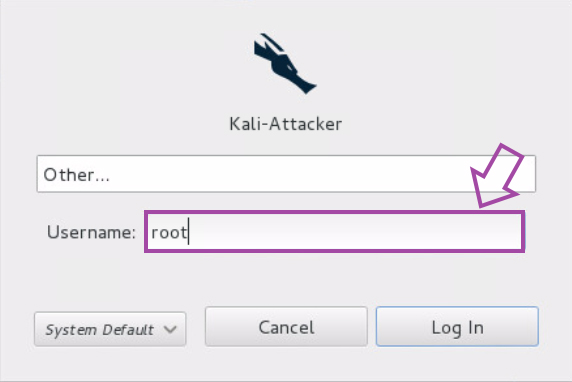 Kali-Attacker
Other...
Username: root
System Default Cancel Log In